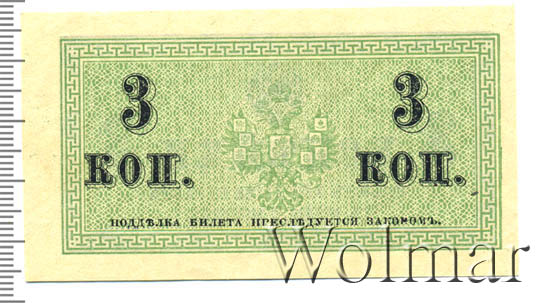 3 3
КОП. КОП.
ПОДДѢЛКА БИЛЕТА ПРЕСЛѢДУЕТСЯ ЗАКОНОМЪ.
Wolmar